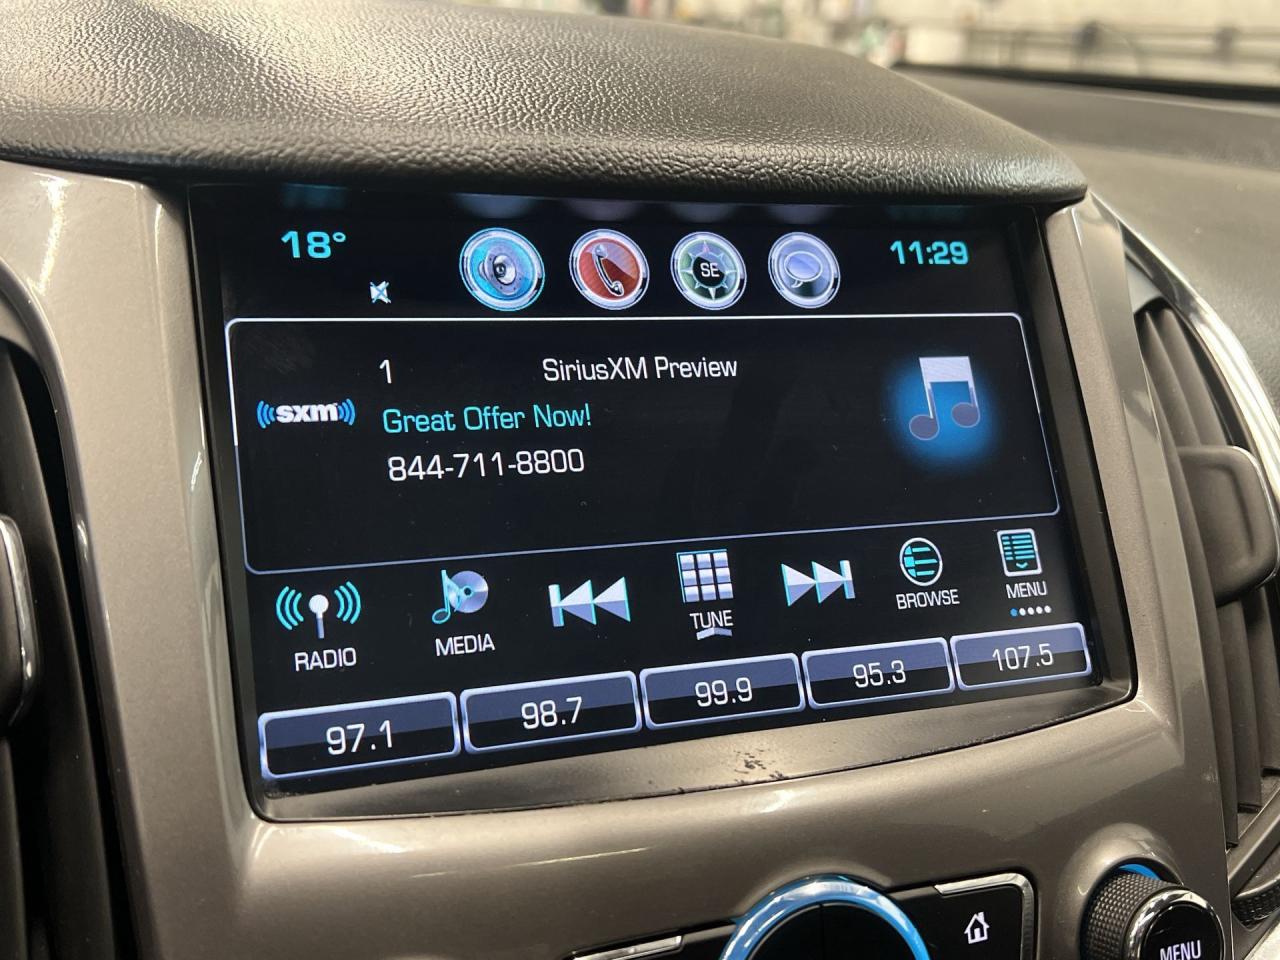 18°
SE
11:29
1 SiriusXM Preview
((sxm))
Great Offer Now!
844-711-8800
RADIO
MEDIA
TUNE
BROWSE
MENU
97.1
98.7
99.9
95.3
107.5
MENU